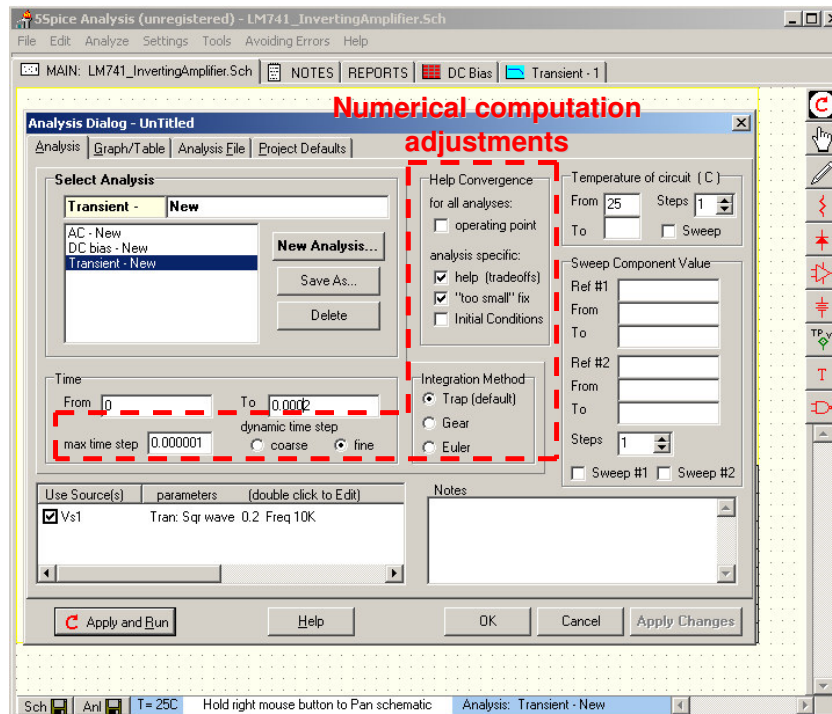 5Spice Analysis (unregistered) - LM741_InvertingAmplifier.Sch
File Edit Analyze Settings Tools Avoiding Errors Help
MAIN: LM741_InvertingAmplifier.Sch NOTES REPORTS DC Bias Transient - 1
Numerical computation
adjustments
Analysis Dialog - UnTitled
Analysis Graph/Table Analysis File Project Defaults
Select Analysis
Transient - New
AC - New
DC bias - New
Transient - New
New Analysis...
Save As...
Delete
Help Convergence
for all analyses:
operating point
analysis specific:
help (tradeoffs)
"too small" fix
Initial Conditions
Temperature of circuit ( C )
From 25 Steps 1
To Sweep
Sweep Component Value
Ref #1
From
To
Ref #2
From
To
Steps 1
Sweep #1 Sweep #2
Time
From 0 To 0.0002
dynamic time step
max time step 0.000001 coarse fine
Integration Method
Trap (default)
Gear
Euler
Use Source(s) parameters (double click to Edit)
Vs1 Tran: Sqr wave 0.2 Freq 10K
Notes
Apply and Run Help OK Cancel Apply Changes
TP v
T
Sch Anl T= 25C Hold right mouse button to Pan schematic Analysis: Transient - New